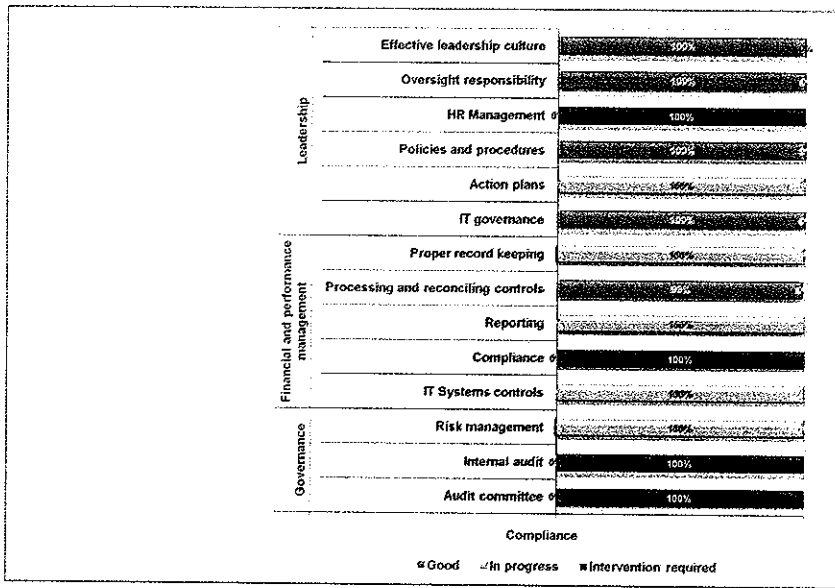 Effective leadership culture 100%
Oversight responsibility 100%
HR Management 100%
Policies and procedures 100%
Action plans 100%
IT governance 100%
Proper record keeping 100%
Processing and reconciling controls
Reporting 100%
Compliance 100%
IT Systems controls 100%
Risk management 100%
Internal audit 100%
Audit committee 100%
Leadership
Financial and performance
management
Governance
Compliance
Good In progress Intervention required